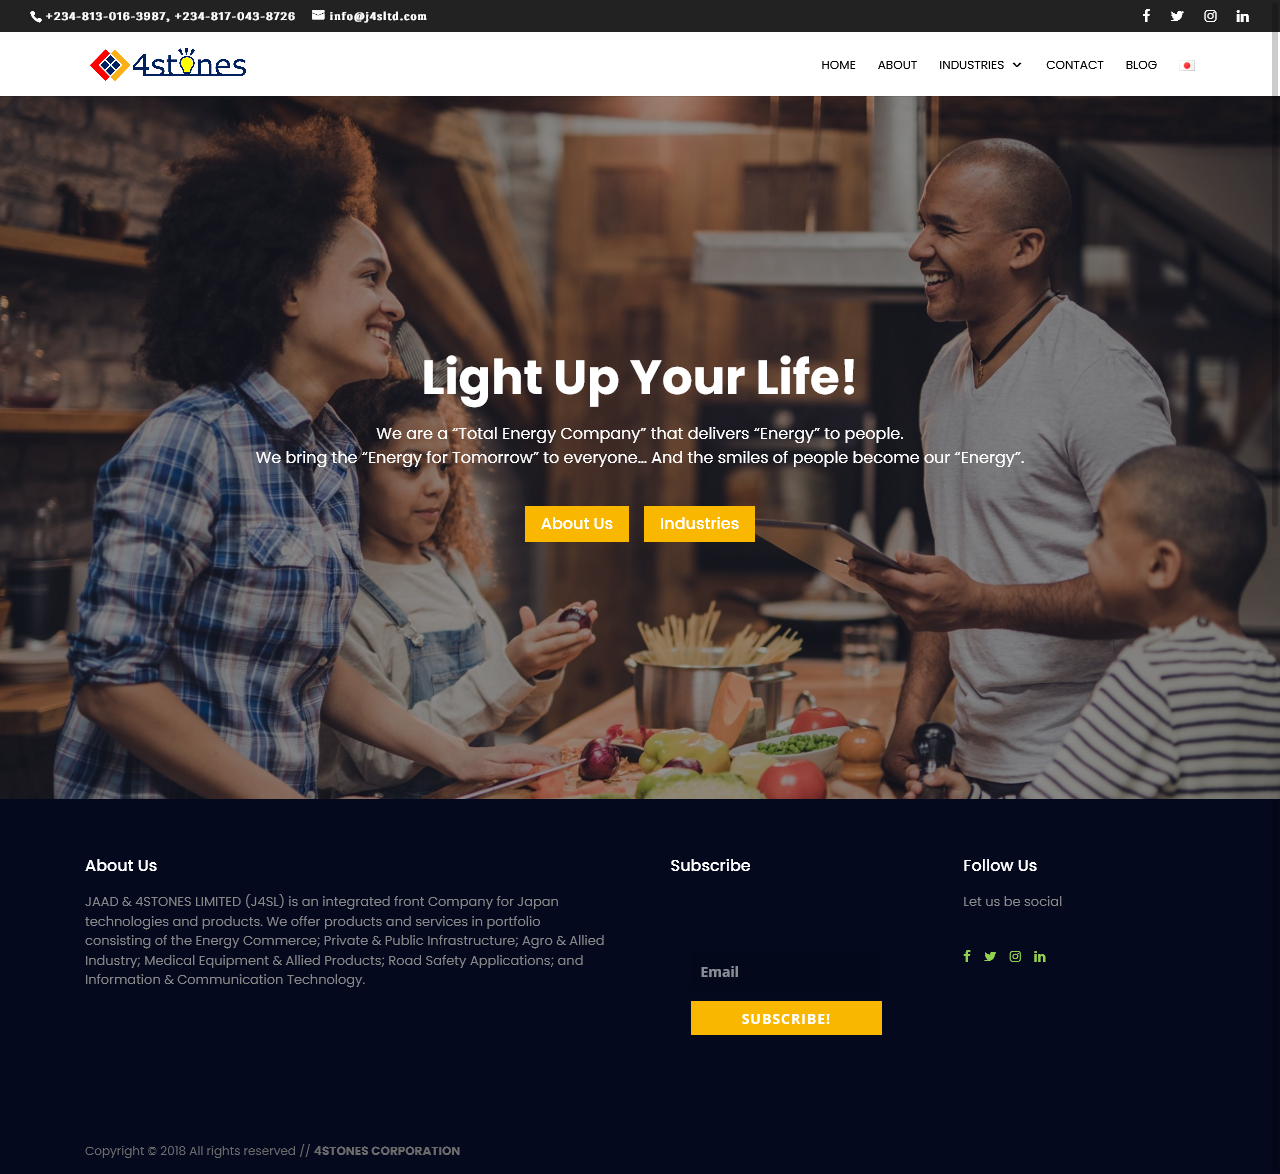 +234-813-016-3987, +234-817-043-8726 info@j4sltd.com
4stones
HOME ABOUT INDUSTRIES CONTACT BLOG
Light Up Your Life!
We are a “Total Energy Company” that delivers “Energy” to people.
We bring the “Energy for Tomorrow” to everyone… And the smiles of people become our “Energy”.
About Us Industries
About Us
JAAD & 4STONES LIMITED (J4SL) is an integrated front Company for Japan
technologies and products. We offer products and services in portfolio
consisting of the Energy Commerce; Private & Public Infrastructure; Agro & Allied
Industry; Medical Equipment & Allied Products; Road Safety Applications; and
Information & Communication Technology.
Subscribe
Email
SUBSCRIBE!
Follow Us
Let us be social
Copyright © 2018 All rights reserved // 4STONES CORPORATION